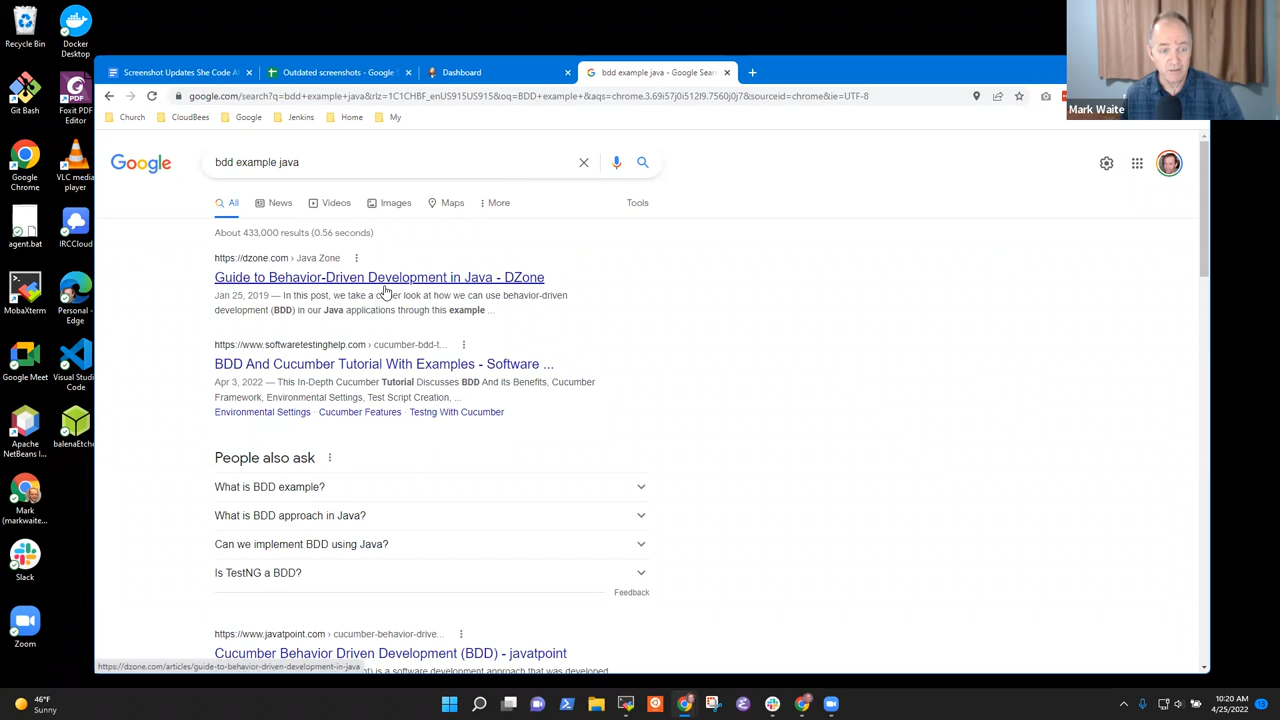 Recycle Bin
Docker Desktop
Git Bash
Foxit PDF Editor
Google Chrome
VLC media player
agent.bat
IRCCloud
MobaXterm
Personal - Edge
Google Meet
Visual Studio Code
Apache NetBeans I...
balenaEtcher
Mark (markwaite...
Slack
Zoom
Screenshot Updates She Code A
Outdated screenshots - Google S
Dashboard
bdd example java - Google Sear
google.com/search?q=bdd+example+java&rlz=1C1CHBF_enUS915US915&oq=BDD+example+&aqs=chrome.3.69i57j0i512l9.7560j0j7&sourceid=chrome&ie=UTF-8
Mark Waite
Church
CloudBees
Google
Jenkins
Home
My
Google
bdd example java
All
News
Videos
Images
Maps
More
Tools
About 433,000 results (0.56 seconds)
https://dzone.com › Java Zone
Guide to Behavior-Driven Development in Java - DZone
Jan 25, 2019 — In this post, we take a closer look at how we can use behavior-driven
development (BDD) in our Java applications through this example ...
https://www.softwaretestinghelp.com › cucumber-bdd-t...
BDD And Cucumber Tutorial With Examples - Software ...
Apr 3, 2022 — This In-Depth Cucumber Tutorial Discusses BDD And its Benefits, Cucumber
Framework, Environmental Settings, Test Script Creation, ...
Environmental Settings · Cucumber Features · Testng With Cucumber
People also ask
What is BDD example?
What is BDD approach in Java?
Can we implement BDD using Java?
Is TestNG a BDD?
Feedback
https://www.javatpoint.com › cucumber-behavior-drive...
Cucumber Behavior Driven Development (BDD) - javatpoint
https://dzone.com/articles/guide-to-behavior-driven-development-in-java
t) is a software development approach that was developed
46°F
Sunny
10:20 AM
4/25/2022